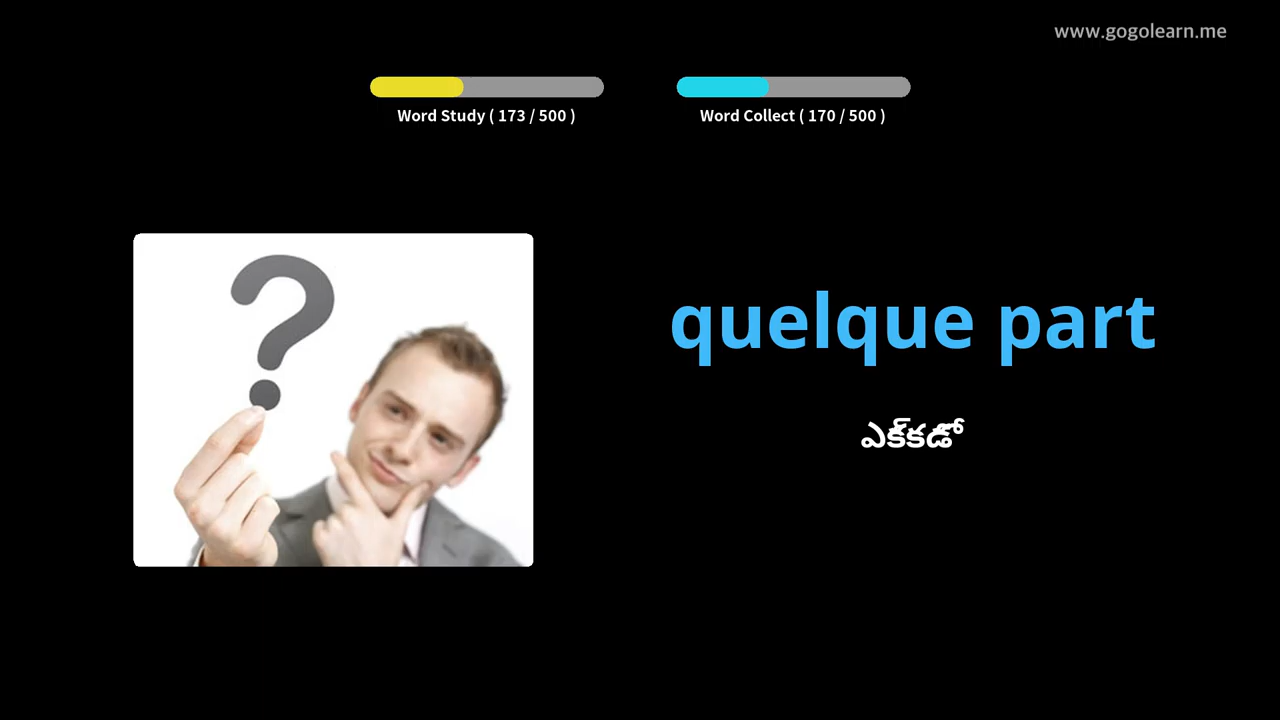 www.gogolearn.me
Word Study ( 173 / 500 )
Word Collect ( 170 / 500 )
quelque part
ఎక్కడో